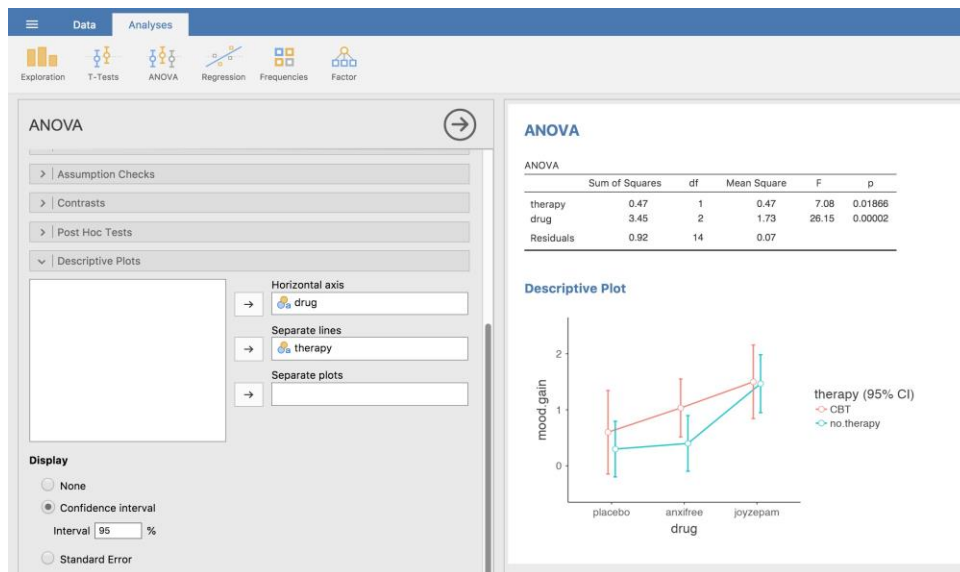 Data Analyses
Exploration T-Tests ANOVA Regression Frequencies Factor
ANOVA
Assumption Checks
Contrasts
Post Hoc Tests
Descriptive Plots
Horizontal axis
drug
Separate lines
therapy
Separate plots
Display
None
Confidence interval
Interval 95 %
Standard Error
ANOVA
ANOVA
Sum of Squares df Mean Square F p
therapy 0.47 1 0.47 7.08 0.01866
drug 3.45 2 1.73 26.15 0.00002
Residuals 0.92 14 0.07
Descriptive Plot
2
1
0
mood.gain
placebo anxifree joyzepam
drug
therapy (95% CI)
CBT
no.therapy